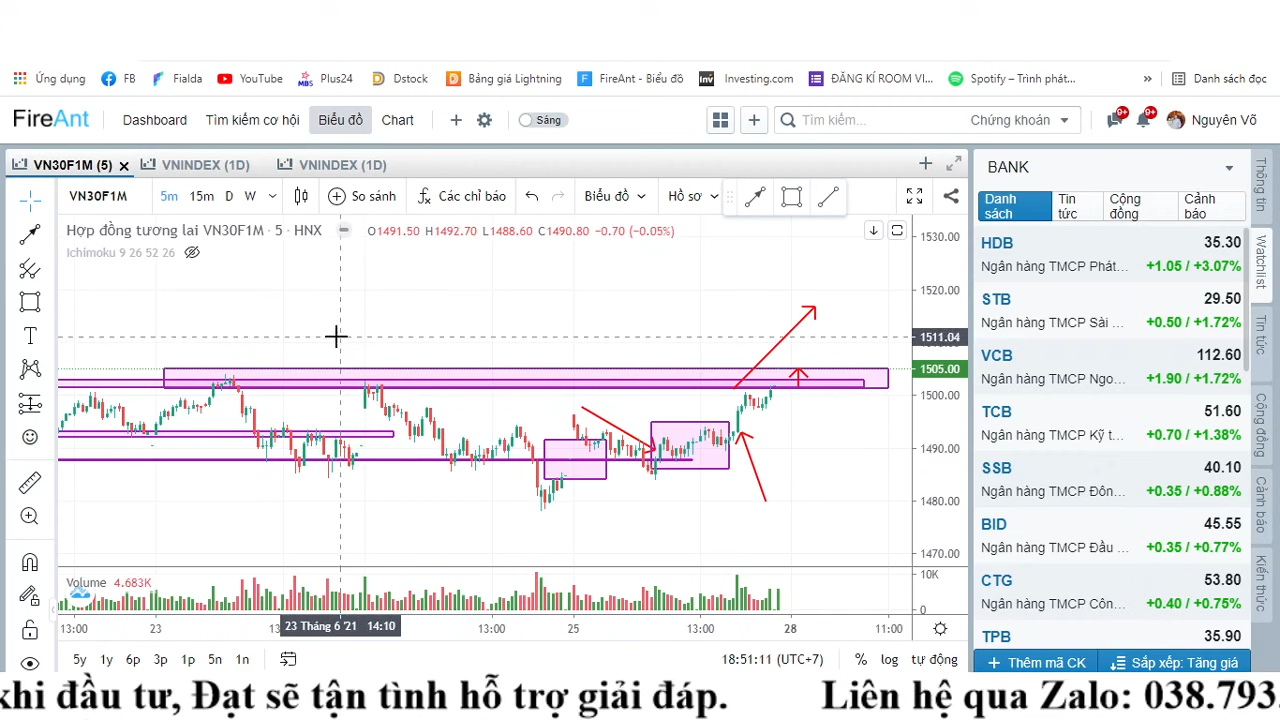 Ứng dụng FB Fialda YouTube Plus24 Dstock Bảng giá Lightning FireAnt - Biểu đồ Investing.com ĐĂNG KÍ ROOM VI... Spotify – Trình phát... » Danh sách đọc
FireAnt Dashboard Tìm kiếm cơ hội Biểu đồ Chart Sáng Tìm kiếm... Chứng khoán 9+ 9+ Nguyên Võ
VN30F1M (5) VNINDEX (1D) VNINDEX (1D)
VN30F1M 5m 15m D W So sánh Các chỉ báo Biểu đồ Hồ sơ
Hợp đồng tương lai VN30F1M · 5 · HNX O1491.50 H1492.70 L1488.60 C1490.80 −0.70 (−0.05%)
Ichimoku 9 26 52 26
1530.00
1520.00
1511.04
1505.00
1500.00
1490.00
1480.00
1470.00
Volume 4.683K
10K
0
13:00 23 23 Tháng 6 '21 14:10 13:00 25 13:00 28 11:00
5y 1y 6p 3p 1p 5n 1n 18:51:11 (UTC+7) % log tự động
BANK
Danh sách Tin tức Cộng đồng Cảnh báo
HDB 35.30
Ngân hàng TMCP Phát... +1.05 / +3.07%
STB 29.50
Ngân hàng TMCP Sài ... +0.50 / +1.72%
VCB 112.60
Ngân hàng TMCP Ngo... +1.90 / +1.72%
TCB 51.60
Ngân hàng TMCP Kỹ t... +0.70 / +1.38%
SSB 40.10
Ngân hàng TMCP Đôn... +0.35 / +0.88%
BID 45.55
Ngân hàng TMCP Đầu ... +0.35 / +0.77%
CTG 53.80
Ngân hàng TMCP Côn... +0.40 / +0.75%
TPB 35.90
Thêm mã CK Sắp xếp: Tăng giá
Thông tin
Watchlist
Tin tức
Cộng đồng
Cảnh báo
Kiến thức
khi đầu tư, Đạt sẽ tận tình hỗ trợ giải đáp. Liên hệ qua Zalo: 038.793.